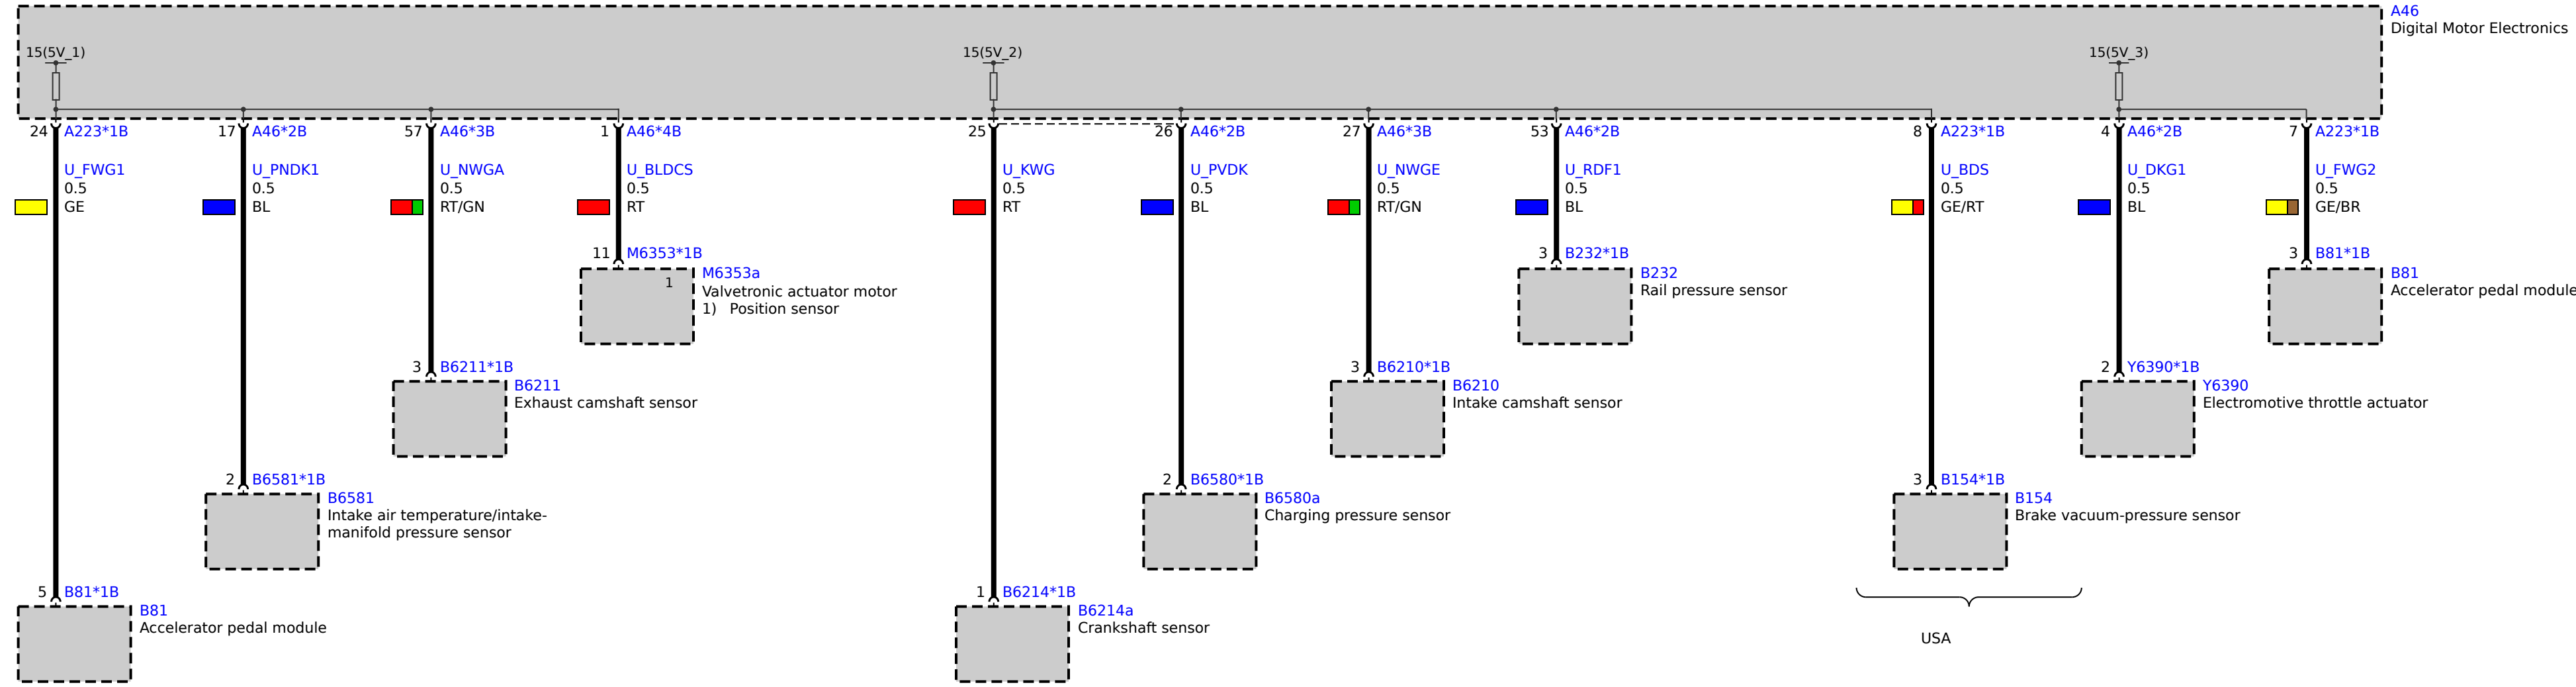 A46
Digital Motor Electronics
15(5V_1)
15(5V_2)
15(5V_3)
24 A223*1B
17 A46*2B
57 A46*3B
1 A46*4B
25
26 A46*2B
27 A46*3B
53 A46*2B
8 A223*1B
4 A46*2B
7 A223*1B
U_FWG1
0.5
GE
U_PNDK1
0.5
BL
U_NWGA
0.5
RT/GN
U_BLDCS
0.5
RT
U_KWG
0.5
RT
U_PVDK
0.5
BL
U_NWGE
0.5
RT/GN
U_RDF1
0.5
BL
U_BDS
0.5
GE/RT
U_DKG1
0.5
BL
U_FWG2
0.5
GE/BR
11 M6353*1B
1
M6353a
Valvetronic actuator motor
1) Position sensor
3 B232*1B
B232
Rail pressure sensor
3 B81*1B
B81
Accelerator pedal module
3 B6211*1B
B6211
Exhaust camshaft sensor
3 B6210*1B
B6210
Intake camshaft sensor
2 Y6390*1B
Y6390
Electromotive throttle actuator
2 B6581*1B
B6581
Intake air temperature/intake-
manifold pressure sensor
2 B6580*1B
B6580a
Charging pressure sensor
3 B154*1B
B154
Brake vacuum-pressure sensor
5 B81*1B
B81
Accelerator pedal module
1 B6214*1B
B6214a
Crankshaft sensor
USA